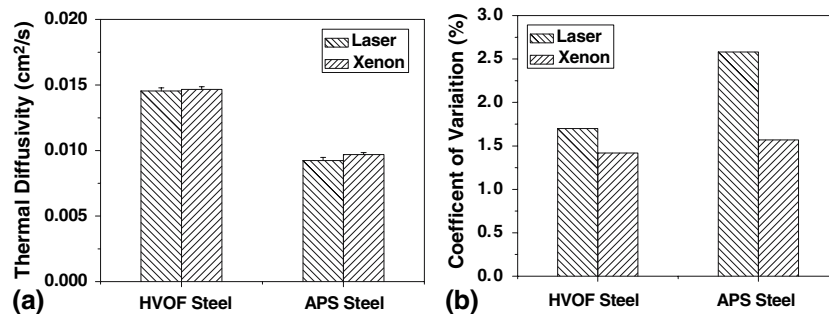 0.020
0.015
0.010
0.005
0.000
Thermal Diffusivity (cm²/s)
Laser
Xenon
HVOF Steel
APS Steel
(a)
3.0
2.5
2.0
1.5
1.0
0.5
0.0
Coefficent of Variaition (%)
Laser
Xenon
HVOF Steel
APS Steel
(b)